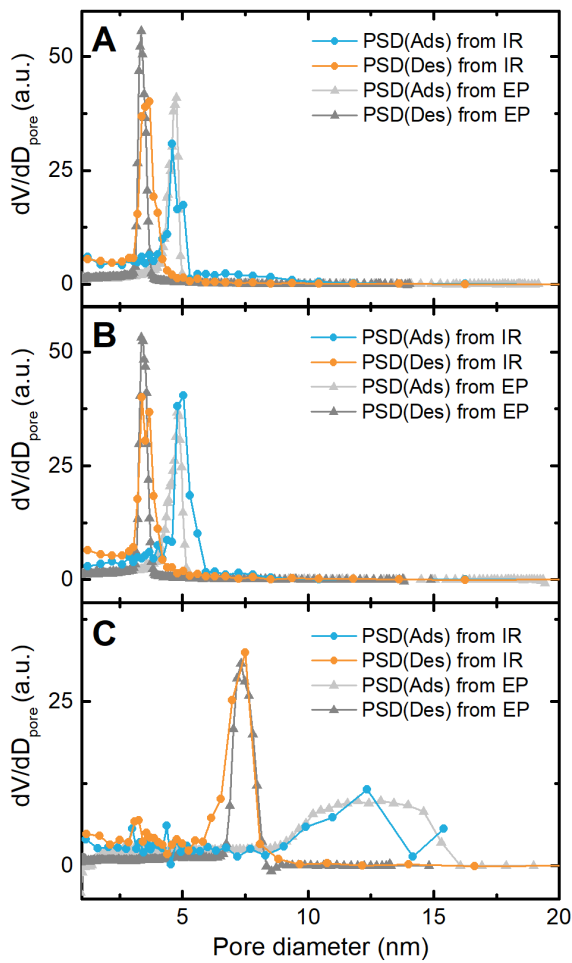 A
PSD(Ads) from IR
PSD(Des) from IR
PSD(Ads) from EP
PSD(Des) from EP
50
25
0
dV/dD_pore (a.u.)
B
PSD(Ads) from IR
PSD(Des) from IR
PSD(Ads) from EP
PSD(Des) from EP
50
25
0
dV/dD_pore (a.u.)
C
PSD(Ads) from IR
PSD(Des) from IR
PSD(Ads) from EP
PSD(Des) from EP
25
0
dV/dD_pore (a.u.)
5 10 15 20
Pore diameter (nm)